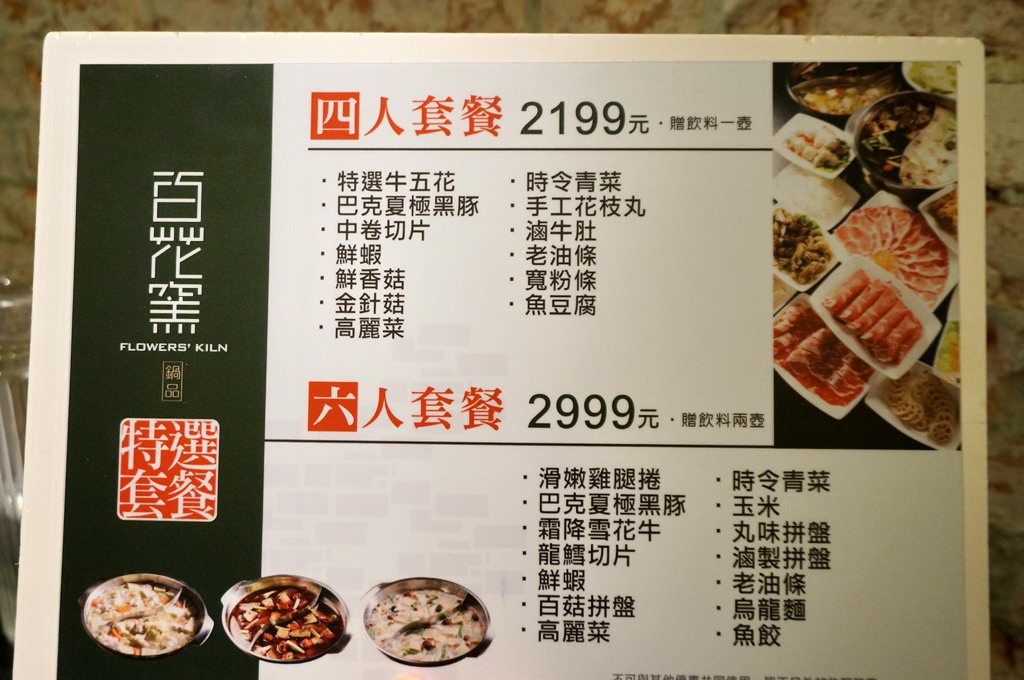 百花窯
FLOWERS' KILN
鍋品
特選套餐
四人套餐 2199元·贈飲料一壺
·特選牛五花
·巴克夏極黑豚
·中卷切片
·鮮蝦
·鮮香菇
·金針菇
·高麗菜
·時令青菜
·手工花枝丸
·滷牛肚
·老油條
·寬粉條
·魚豆腐
六人套餐 2999元·贈飲料兩壺
·滑嫩雞腿捲
·巴克夏極黑豚
·霜降雪花牛
·龍鱈切片
·鮮蝦
·百菇拼盤
·高麗菜
·時令青菜
·玉米
·丸味拼盤
·滷製拼盤
·老油條
·烏龍麵
·魚餃